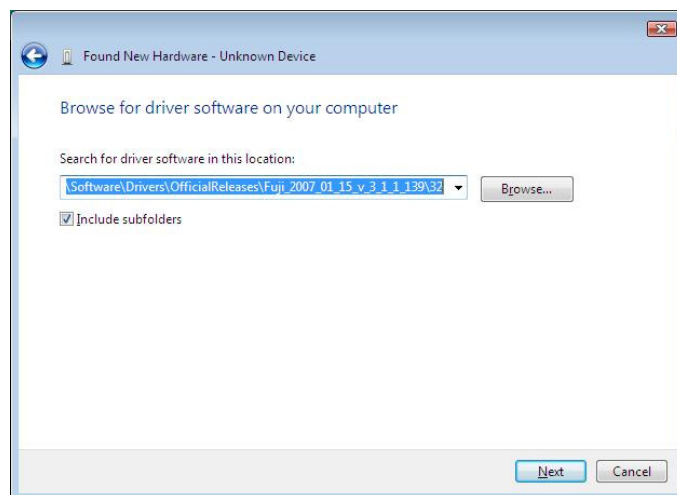 Found New Hardware - Unknown Device
Browse for driver software on your computer
Search for driver software in this location:
\Software\Drivers\OfficialReleases\Fuji_2007_01_15_v_3_1_1_139\32
Browse...
Include subfolders
Next
Cancel